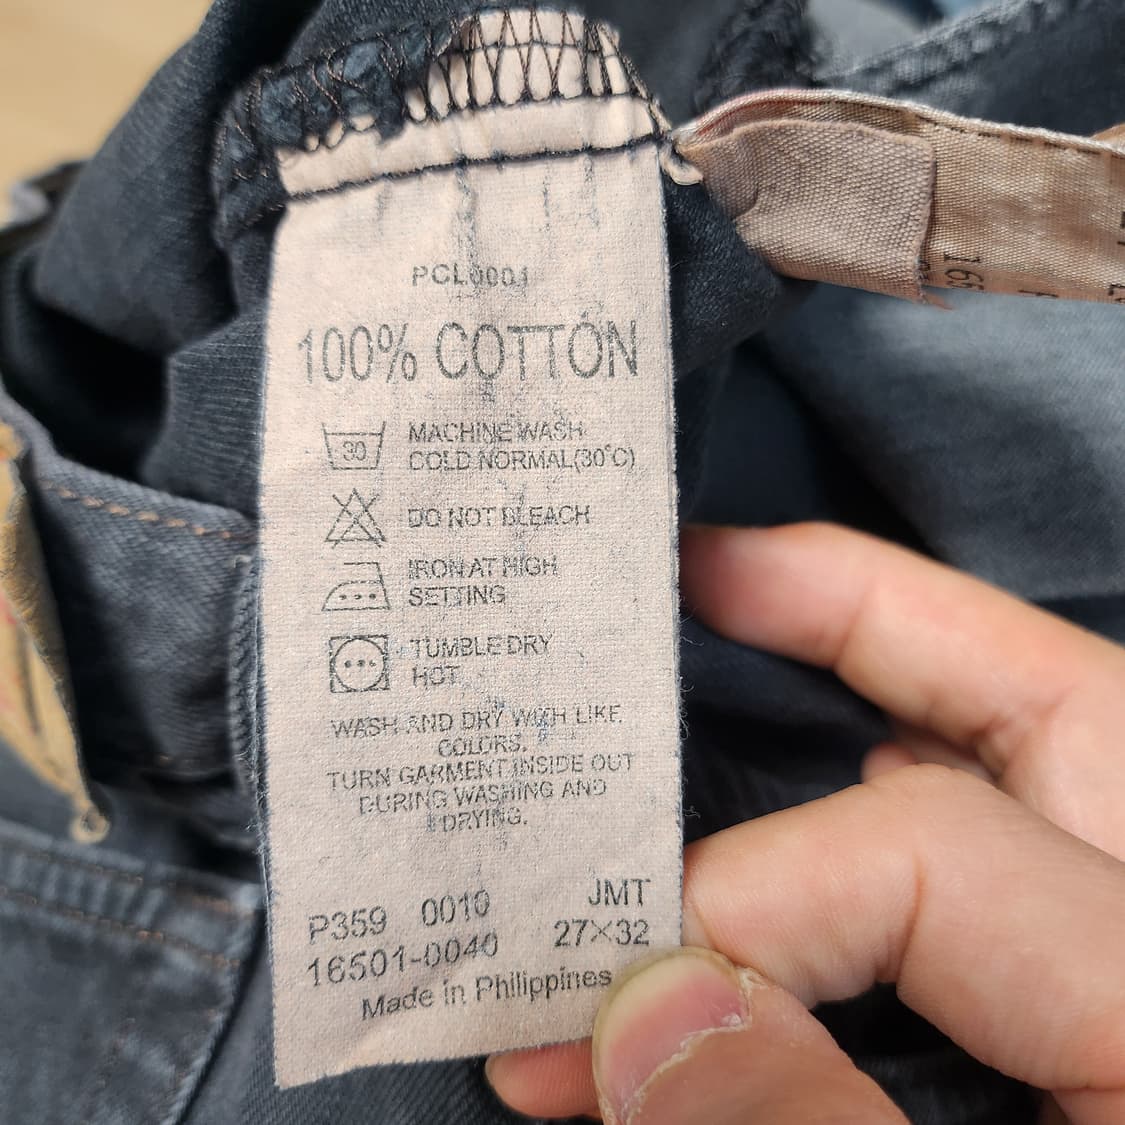 PCL0001
100% COTTON
30
MACHINE WASH
COLD NORMAL(30°C)
DO NOT BLEACH
IRON AT HIGH
SETTING
TUMBLE DRY
HOT
WASH AND DRY WITH LIKE
COLORS.
TURN GARMENT INSIDE OUT
DURING WASHING AND
DRYING.
P359 0010 JMT
16501-0040 27×32
Made in Philippines